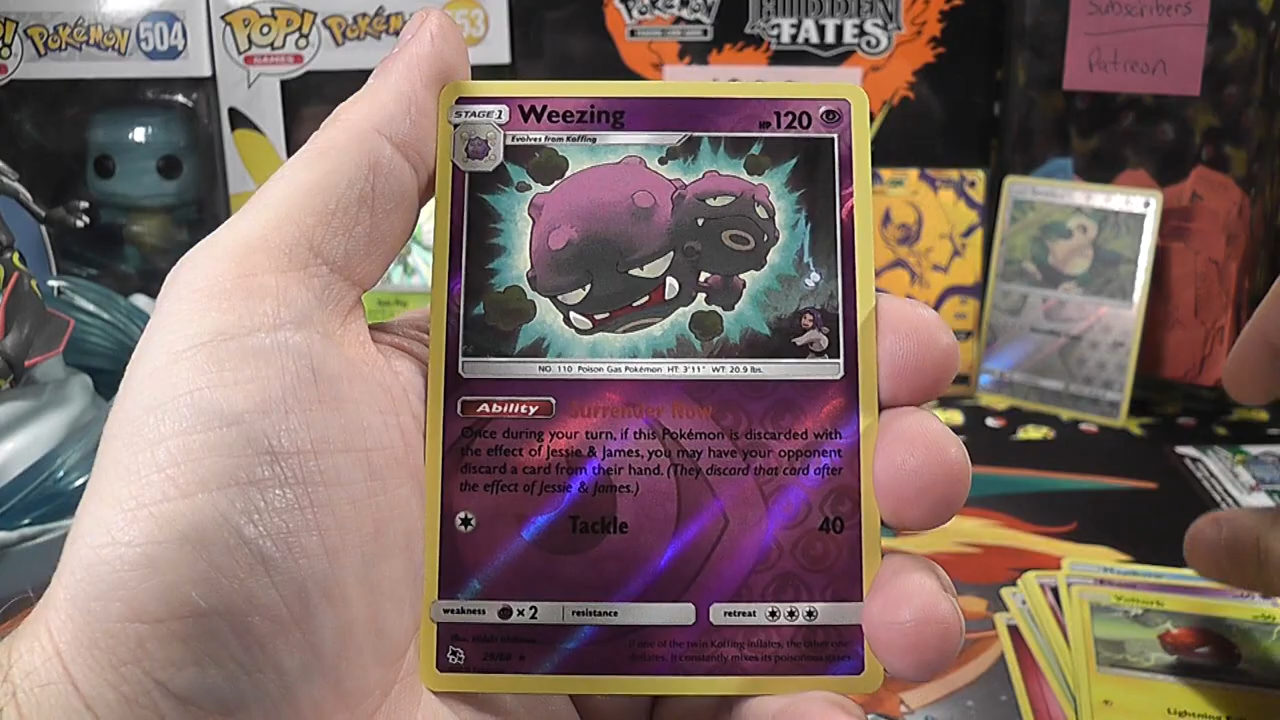 POKÉMON 504
POP!
GAMES
POKÉMON 53
POKÉMON
HIDDEN
FATES
Subscribers
Patreon
STAGE 1
Weezing
HP 120
Evolves from Koffing
NO. 110 Poison Gas Pokémon HT: 3'11" WT: 20.9 lbs.
Ability Surrender Now
Once during your turn, if this Pokémon is discarded with
the effect of Jessie & James, you may have your opponent
discard a card from their hand. (They discard that card after
the effect of Jessie & James.)
Tackle 40
weakness ×2 resistance retreat
29/68
If one of the twin Koffing inflates, the other one
deflates. It constantly mixes its poisonous gases.
Voltorb
Lightning